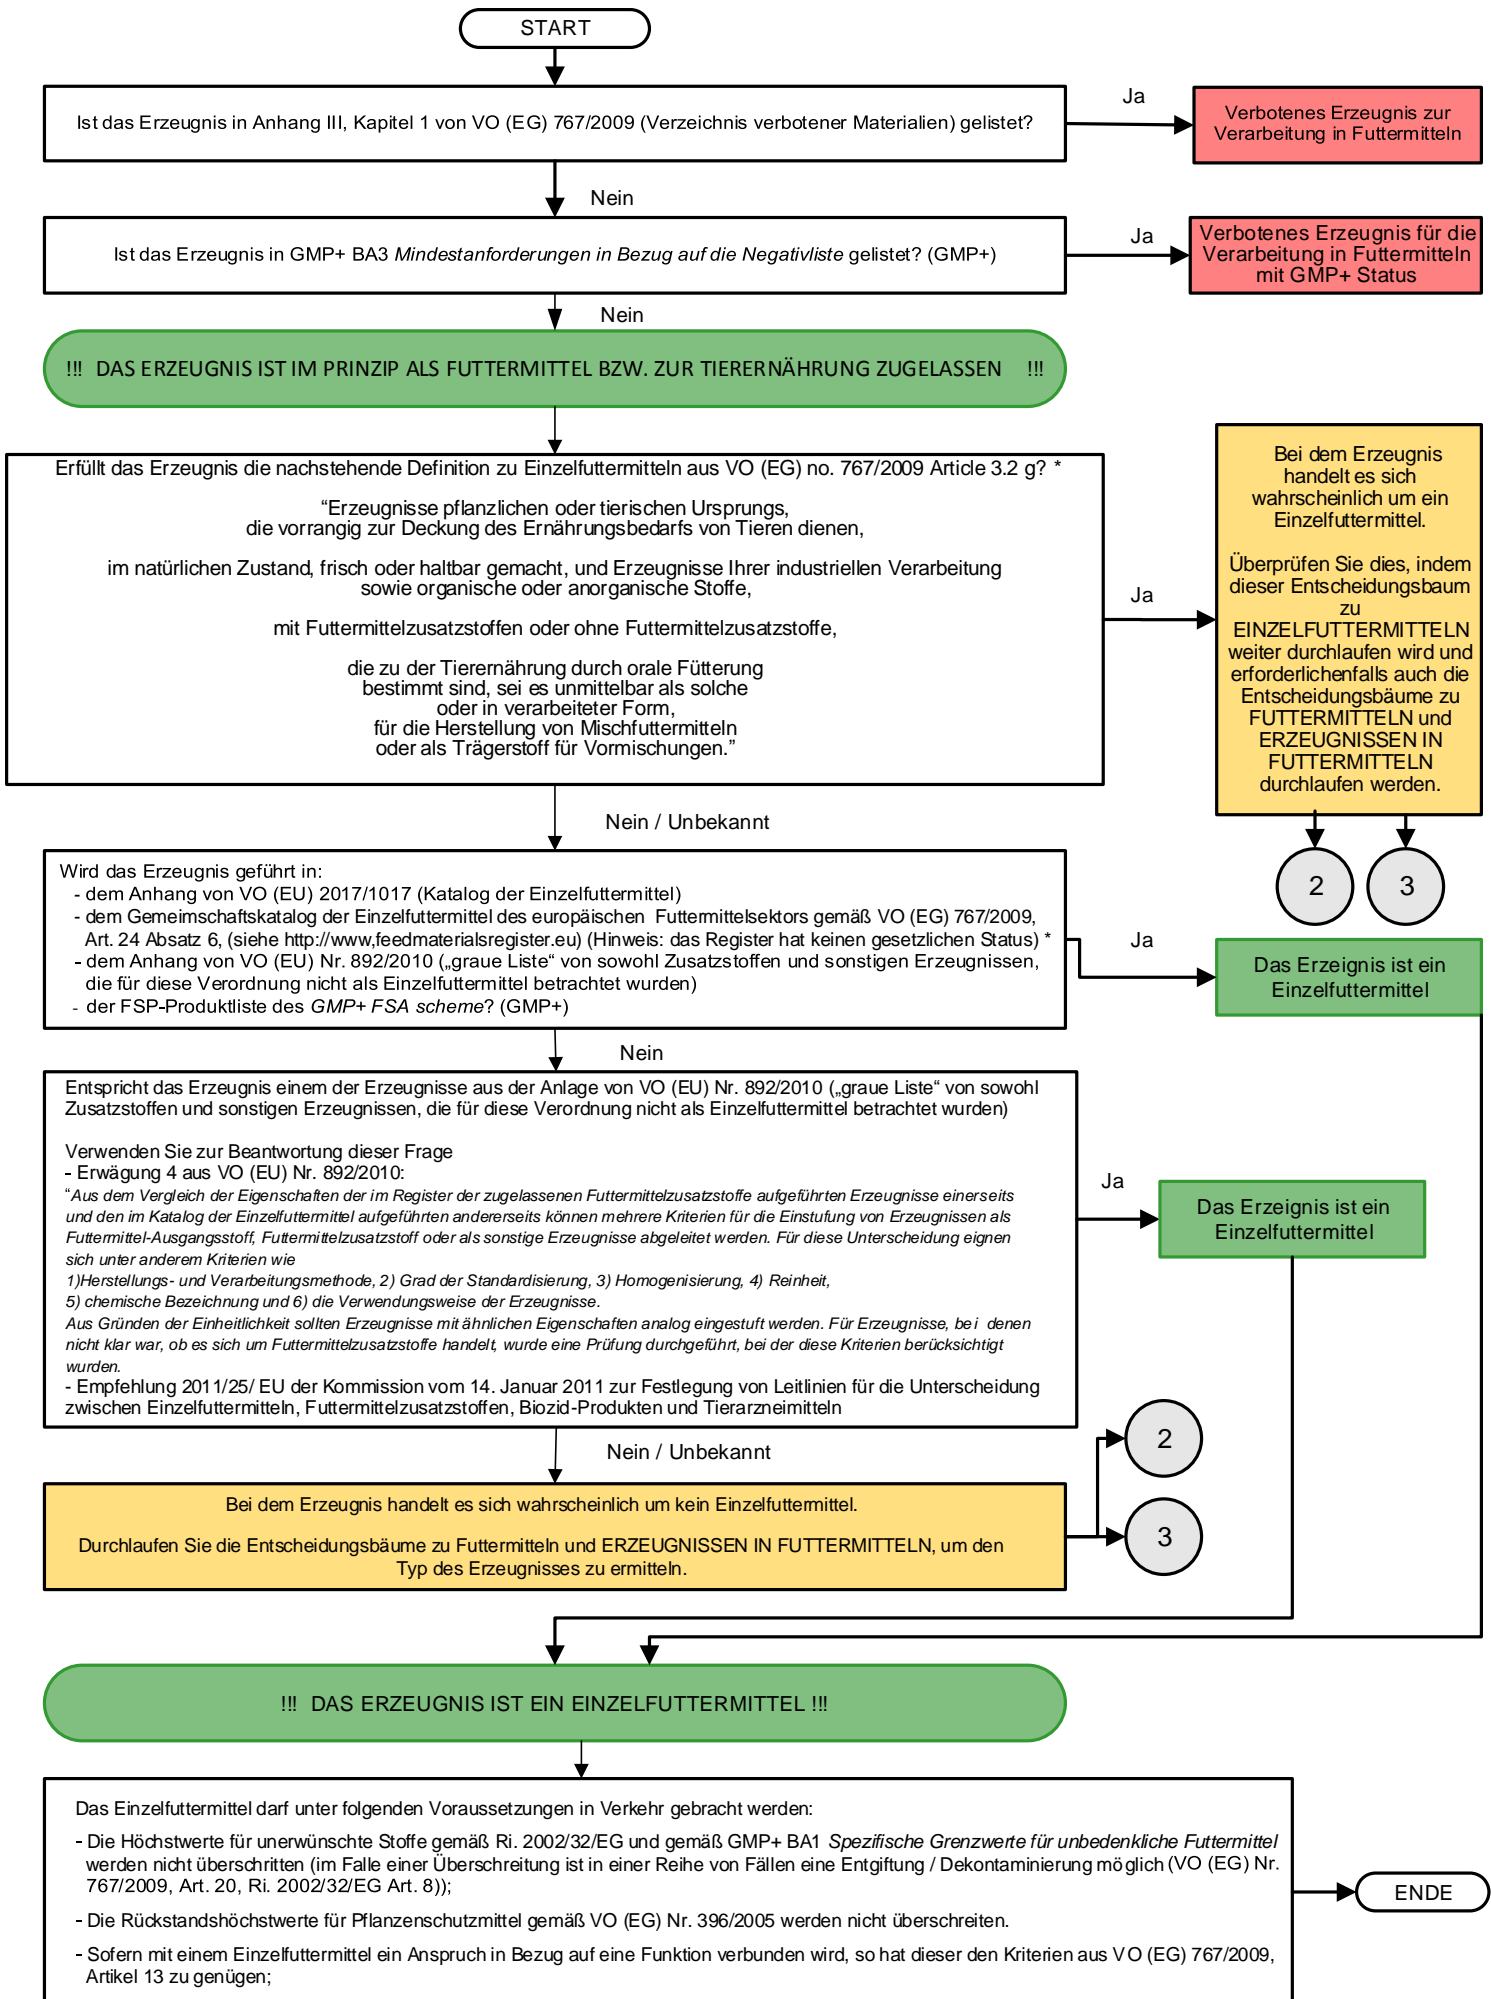 START
Ist das Erzeugnis in Anhang III, Kapitel 1 von VO (EG) 767/2009 (Verzeichnis verbotener Materialien) gelistet?
Ja
Verbotenes Erzeugnis zur
Verarbeitung in Futtermitteln
Nein
Ist das Erzeugnis in GMP+ BA3 Mindestanforderungen in Bezug auf die Negativliste gelistet? (GMP+)
Ja
Verbotenes Erzeugnis für die
Verarbeitung in Futtermitteln
mit GMP+ Status
Nein
!!! DAS ERZEUGNIS IST IM PRINZIP ALS FUTTERMITTEL BZW. ZUR TIERERNÄHRUNG ZUGELASSEN !!!
Erfüllt das Erzeugnis die nachstehende Definition zu Einzelfuttermitteln aus VO (EG) no. 767/2009 Article 3.2 g? *
“Erzeugnisse pflanzlichen oder tierischen Ursprungs,
die vorrangig zur Deckung des Ernährungsbedarfs von Tieren dienen,
im natürlichen Zustand, frisch oder haltbar gemacht, und Erzeugnisse Ihrer industriellen Verarbeitung
sowie organische oder anorganische Stoffe,
mit Futtermittelzusatzstoffen oder ohne Futtermittelzusatzstoffe,
die zu der Tierernährung durch orale Fütterung
bestimmt sind, sei es unmittelbar als solche
oder in verarbeiteter Form,
für die Herstellung von Mischfuttermitteln
oder als Trägerstoff für Vormischungen.”
Ja
Bei dem Erzeugnis
handelt es sich
wahrscheinlich um ein
Einzelfuttermittel.
Überprüfen Sie dies, indem
dieser Entscheidungsbaum
zu
EINZELFUTTERMITTELN
weiter durchlaufen wird und
erforderlichenfalls auch die
Entscheidungsbäume zu
FUTTERMITTELN und
ERZEUGNISSEN IN
FUTTERMITTELN
durchlaufen werden.
2
3
Nein / Unbekannt
Wird das Erzeugnis geführt in:
- dem Anhang von VO (EU) 2017/1017 (Katalog der Einzelfuttermittel)
- dem Gemeimschaftskatalog der Einzelfuttermittel des europäischen Futtermittelsektors gemäß VO (EG) 767/2009,
Art. 24 Absatz 6, (siehe http://www,feedmaterialsregister.eu) (Hinweis: das Register hat keinen gesetzlichen Status) *
- dem Anhang von VO (EU) Nr. 892/2010 („graue Liste“ von sowohl Zusatzstoffen und sonstigen Erzeugnissen,
die für diese Verordnung nicht als Einzelfuttermittel betrachtet wurden)
- der FSP-Produktliste des GMP+ FSA scheme? (GMP+)
Ja
Das Erzeignis ist ein
Einzelfuttermittel
Nein
Entspricht das Erzeugnis einem der Erzeugnisse aus der Anlage von VO (EU) Nr. 892/2010 („graue Liste“ von sowohl
Zusatzstoffen und sonstigen Erzeugnissen, die für diese Verordnung nicht als Einzelfuttermittel betrachtet wurden)
Verwenden Sie zur Beantwortung dieser Frage
- Erwägung 4 aus VO (EU) Nr. 892/2010:
“Aus dem Vergleich der Eigenschaften der im Register der zugelassenen Futtermittelzusatzstoffe aufgeführten Erzeugnisse einerseits
und den im Katalog der Einzelfuttermittel aufgeführten andererseits können mehrere Kriterien für die Einstufung von Erzeugnissen als
Futtermittel-Ausgangsstoff, Futtermittelzusatzstoff oder als sonstige Erzeugnisse abgeleitet werden. Für diese Unterscheidung eignen
sich unter anderem Kriterien wie
1)Herstellungs- und Verarbeitungsmethode, 2) Grad der Standardisierung, 3) Homogenisierung, 4) Reinheit,
5) chemische Bezeichnung und 6) die Verwendungsweise der Erzeugnisse.
Aus Gründen der Einheitlichkeit sollten Erzeugnisse mit ähnlichen Eigenschaften analog eingestuft werden. Für Erzeugnisse, bei denen
nicht klar war, ob es sich um Futtermittelzusatzstoffe handelt, wurde eine Prüfung durchgeführt, bei der diese Kriterien berücksichtigt
wurden.
- Empfehlung 2011/25/ EU der Kommission vom 14. Januar 2011 zur Festlegung von Leitlinien für die Unterscheidung
zwischen Einzelfuttermitteln, Futtermittelzusatzstoffen, Biozid-Produkten und Tierarzneimitteln
Ja
Das Erzeignis ist ein
Einzelfuttermittel
Nein / Unbekannt
2
3
Bei dem Erzeugnis handelt es sich wahrscheinlich um kein Einzelfuttermittel.
Durchlaufen Sie die Entscheidungsbäume zu Futtermitteln und ERZEUGNISSEN IN FUTTERMITTELN, um den
Typ des Erzeugnisses zu ermitteln.
!!! DAS ERZEUGNIS IST EIN EINZELFUTTERMITTEL !!!
Das Einzelfuttermittel darf unter folgenden Voraussetzungen in Verkehr gebracht werden:
- Die Höchstwerte für unerwünschte Stoffe gemäß Ri. 2002/32/EG und gemäß GMP+ BA1 Spezifische Grenzwerte für unbedenkliche Futtermittel
werden nicht überschritten (im Falle einer Überschreitung ist in einer Reihe von Fällen eine Entgiftung / Dekontaminierung möglich (VO (EG) Nr.
767/2009, Art. 20, Ri. 2002/32/EG Art. 8));
- Die Rückstandshöchstwerte für Pflanzenschutzmittel gemäß VO (EG) Nr. 396/2005 werden nicht überschreiten.
- Sofern mit einem Einzelfuttermittel ein Anspruch in Bezug auf eine Funktion verbunden wird, so hat dieser den Kriterien aus VO (EG) 767/2009,
Artikel 13 zu genügen;
ENDE